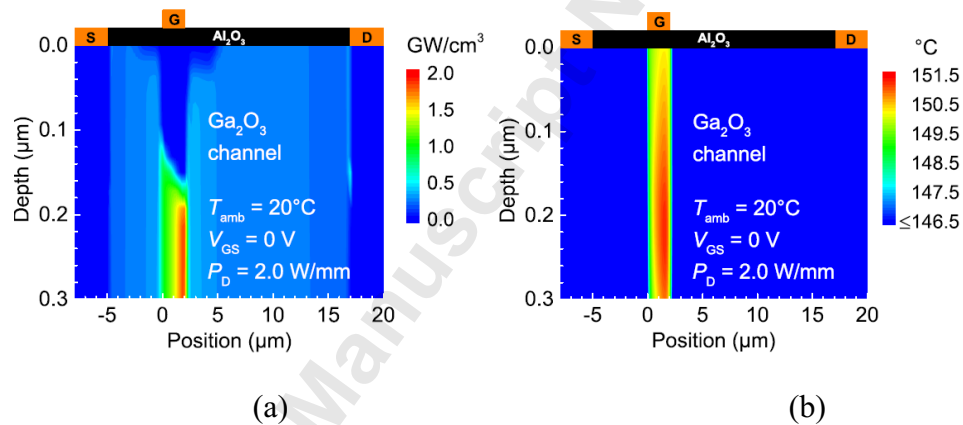 G
S
Al₂O₃
D
GW/cm³
0.0
0.1
0.2
0.3
Depth (µm)
Ga₂O₃
channel
Tamb = 20°C
VGS = 0 V
PD = 2.0 W/mm
2.0
1.5
1.0
0.5
0.0
-5 0 5 10 15 20
Position (µm)
(a)
G
S
Al₂O₃
D
°C
0.0
0.1
0.2
0.3
Depth (µm)
Ga₂O₃
channel
Tamb = 20°C
VGS = 0 V
PD = 2.0 W/mm
151.5
150.5
149.5
148.5
147.5
≤146.5
-5 0 5 10 15 20
Position (µm)
(b)
Manuscript